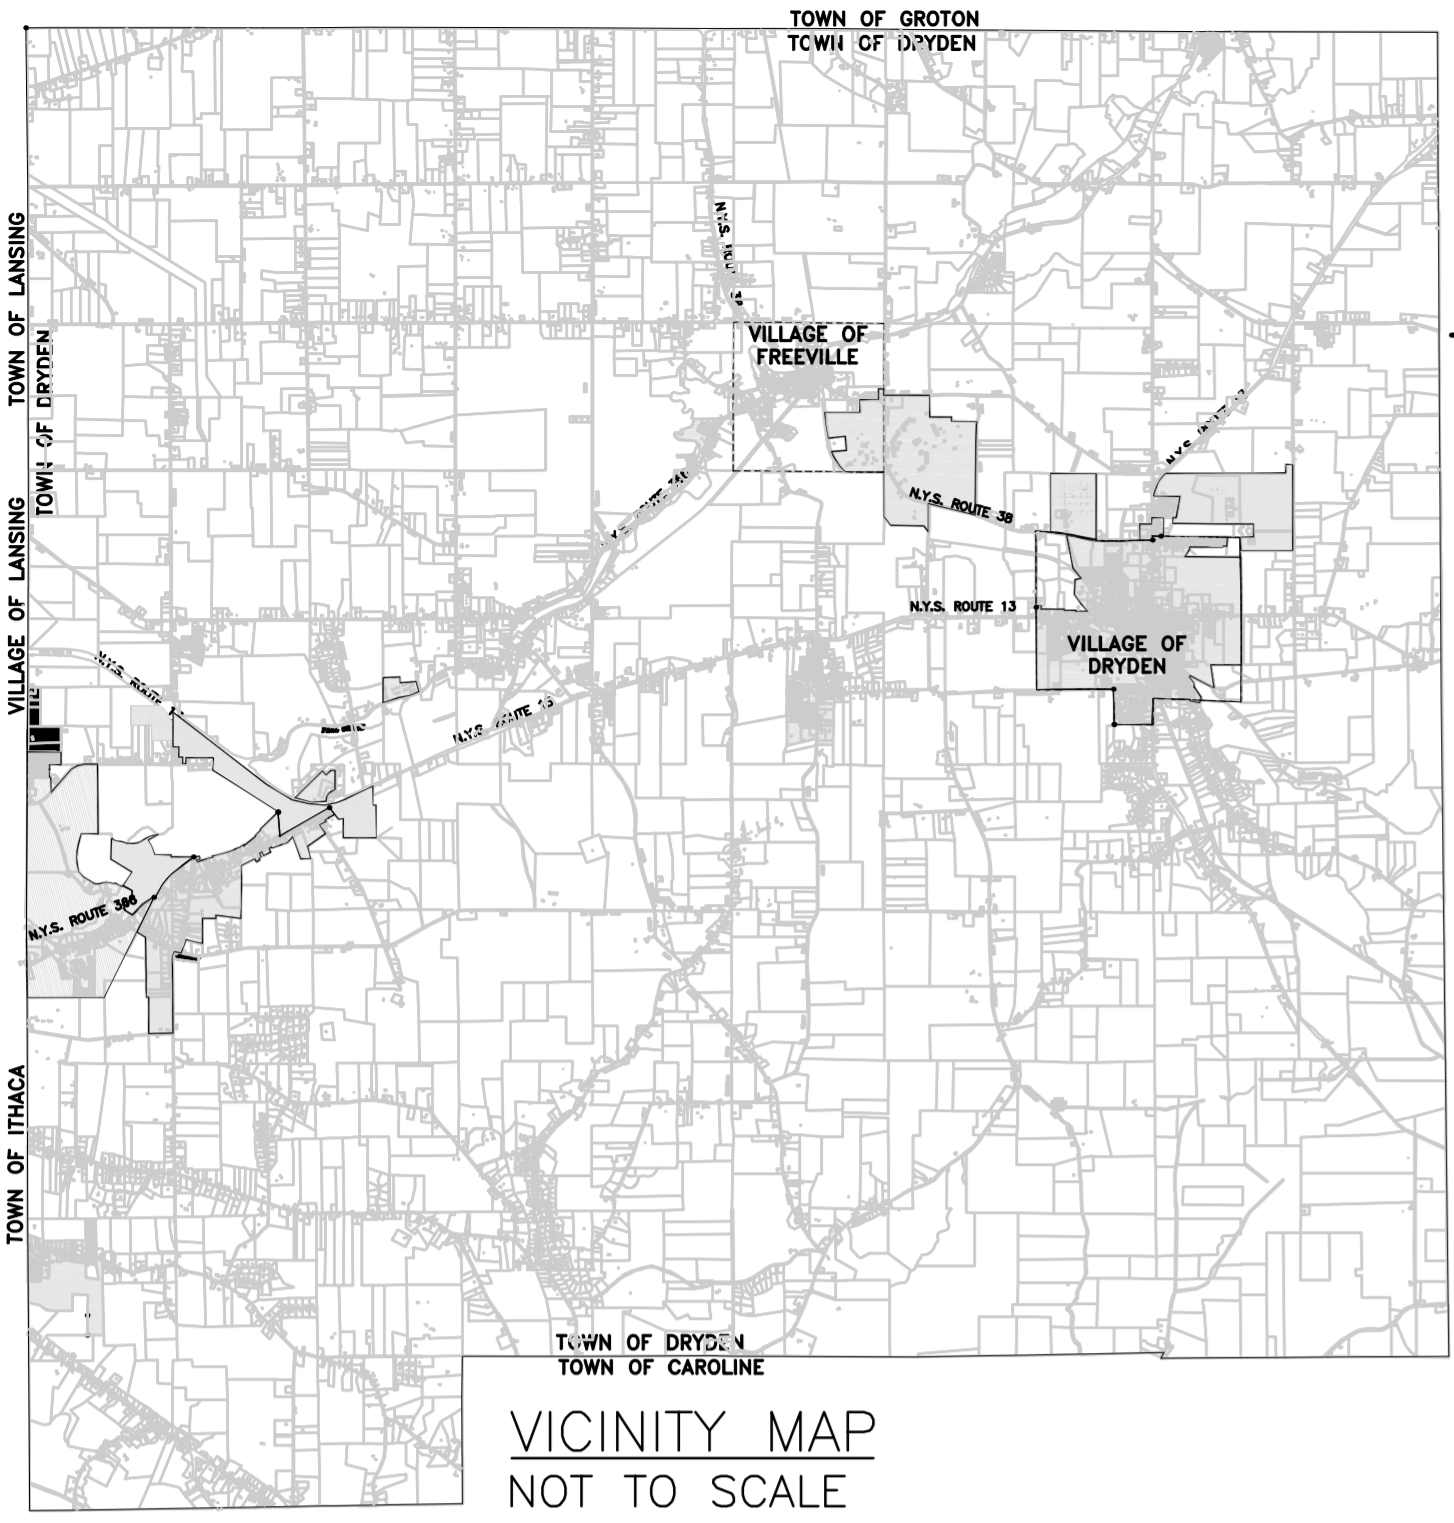 TOWN OF GROTON
TOWN OF DRYDEN
TOWN OF LANSING
TOWN OF DRYDEN
N.Y.S.
VILLAGE OF
FREEVILLE
N.Y.S.
N.Y.S. ROUTE 38
N.Y.S. ROUTE
N.Y.S. ROUTE 13
VILLAGE OF LANSING
VILLAGE OF
DRYDEN
N.Y.S. ROUTE
N.Y.S. ROUTE 13
N.Y.S. ROUTE 366
TOWN OF ITHACA
TOWN OF DRYDEN
TOWN OF CAROLINE
VICINITY MAP
NOT TO SCALE